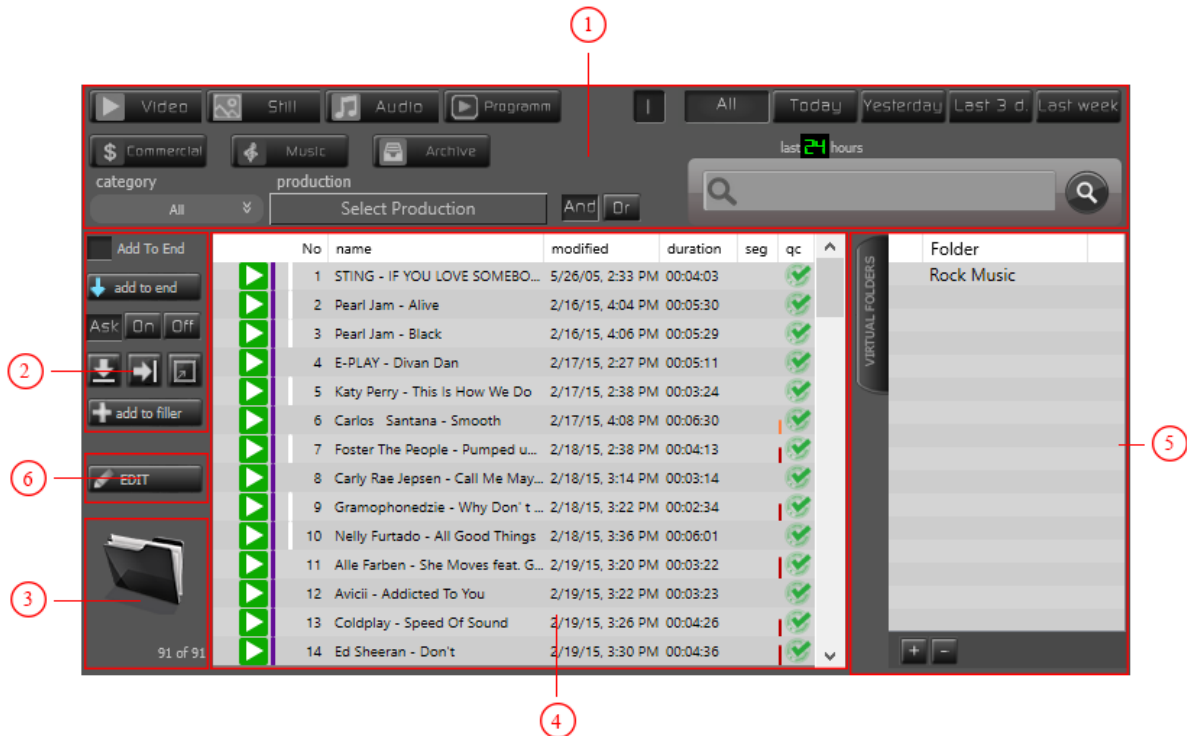 1
Video Still Audio Programm I All Today Yesterday Last 3 d. Last week
$ Commercial Music Archive last 24 hours
category production
All Select Production And Or
Add To End
add to end
Ask On Off
2
add to filler
6
EDIT
3
91 of 91
No name modified duration seg qc
1 STING - IF YOU LOVE SOMEBO... 5/26/05, 2:33 PM 00:04:03
2 Pearl Jam - Alive 2/16/15, 4:04 PM 00:05:30
3 Pearl Jam - Black 2/16/15, 4:06 PM 00:05:29
4 E-PLAY - Divan Dan 2/17/15, 2:27 PM 00:05:11
5 Katy Perry - This Is How We Do 2/17/15, 2:38 PM 00:03:24
6 Carlos Santana - Smooth 2/17/15, 4:08 PM 00:06:30
7 Foster The People - Pumped u... 2/18/15, 2:38 PM 00:04:13
8 Carly Rae Jepsen - Call Me May... 2/18/15, 3:14 PM 00:03:14
9 Gramophonedzie - Why Don' t ... 2/18/15, 3:22 PM 00:02:34
10 Nelly Furtado - All Good Things 2/18/15, 3:36 PM 00:06:01
11 Alle Farben - She Moves feat. G... 2/19/15, 3:20 PM 00:03:22
12 Avicii - Addicted To You 2/19/15, 3:22 PM 00:03:23
13 Coldplay - Speed Of Sound 2/19/15, 3:26 PM 00:04:26
14 Ed Sheeran - Don't 2/19/15, 3:30 PM 00:04:36
4
VIRTUAL FOLDERS
Folder
Rock Music
5
+ -